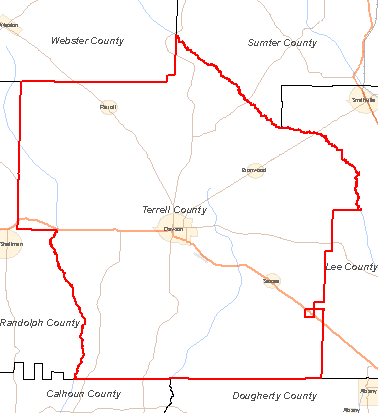 Weston
Webster County
Sumter County
Smithville
Parrott
Bronwood
Terrell County
Dawson
Shellman
Lee County
Sasser
Randolph County
Calhoun County
Dougherty County
Albany
Albany